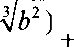 ∛b²) +